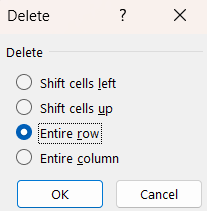 Delete ?
Delete
Shift cells left
Shift cells up
Entire row
Entire column
OK Cancel